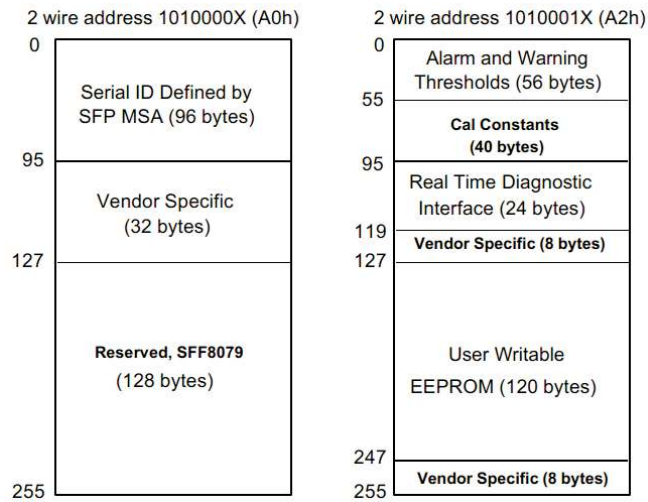 2 wire address 1010000X (A0h)
0
Serial ID Defined by
SFP MSA (96 bytes)
95
Vendor Specific
(32 bytes)
127
Reserved, SFF8079
(128 bytes)
255
2 wire address 1010001X (A2h)
0
Alarm and Warning
Thresholds (56 bytes)
55
Cal Constants
(40 bytes)
95
Real Time Diagnostic
Interface (24 bytes)
119
Vendor Specific (8 bytes)
127
User Writable
EEPROM (120 bytes)
247
Vendor Specific (8 bytes)
255